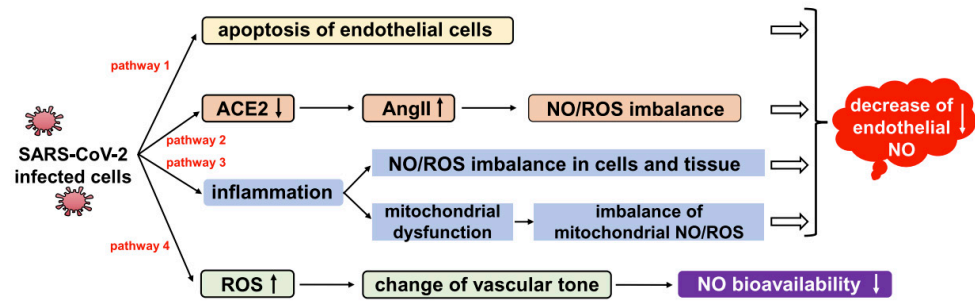 apoptosis of endothelial cells
pathway 1
ACE2 ↓
AngII ↑
NO/ROS imbalance
decrease of
endothelial
NO ↓
pathway 2
SARS-CoV-2
infected cells
pathway 3
NO/ROS imbalance in cells and tissue
inflammation
mitochondrial
dysfunction
imbalance of
mitochondrial NO/ROS
pathway 4
ROS ↑
change of vascular tone
NO bioavailability ↓